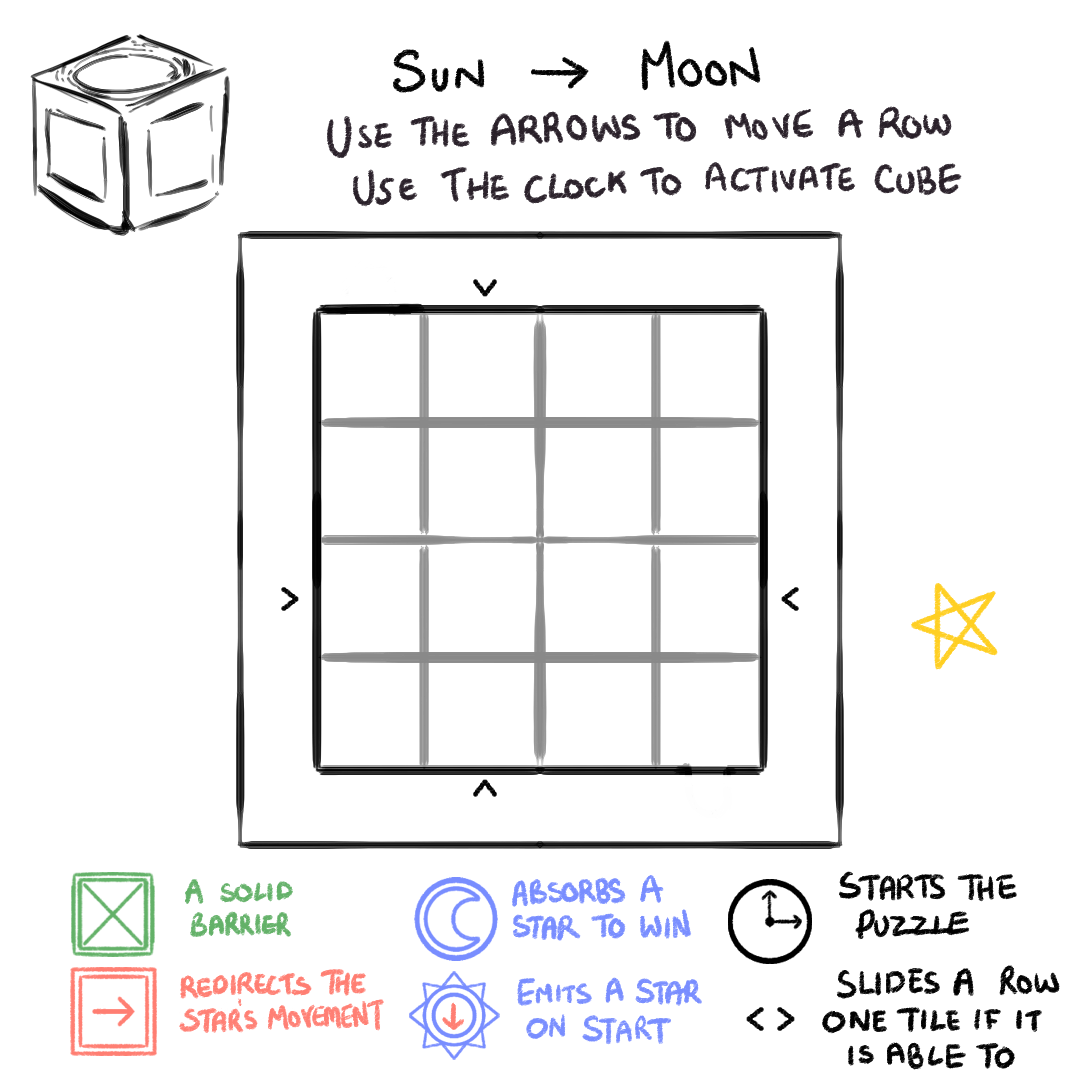 SUN → MOON
USE THE ARROWS TO MOVE A ROW
USE THE CLOCK TO ACTIVATE CUBE
A SOLID
BARRIER
ABSORBS A
STAR TO WIN
STARTS THE
PUZZLE
REDIRECTS THE
STAR'S MOVEMENT
EMITS A STAR
ON START
<> SLIDES A ROW
ONE TILE IF IT
IS ABLE TO